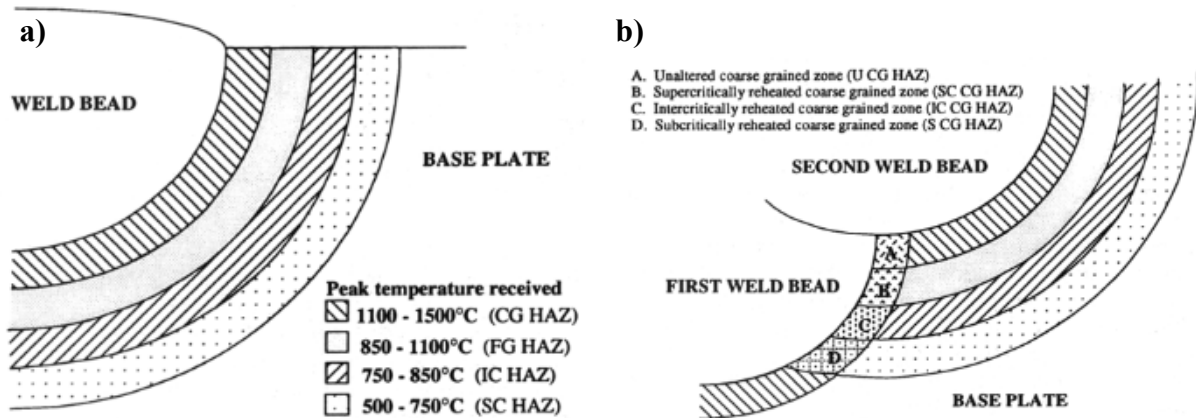 a)
WELD BEAD
BASE PLATE
Peak temperature received
1100 - 1500°C (CG HAZ)
850 - 1100°C (FG HAZ)
750 - 850°C (IC HAZ)
500 - 750°C (SC HAZ)
b)
A. Unaltered coarse grained zone (U CG HAZ)
B. Supercritically reheated coarse grained zone (SC CG HAZ)
C. Intercritically reheated coarse grained zone (IC CG HAZ)
D. Subcritically reheated coarse grained zone (S CG HAZ)
SECOND WELD BEAD
A
B
FIRST WELD BEAD
C
D
BASE PLATE